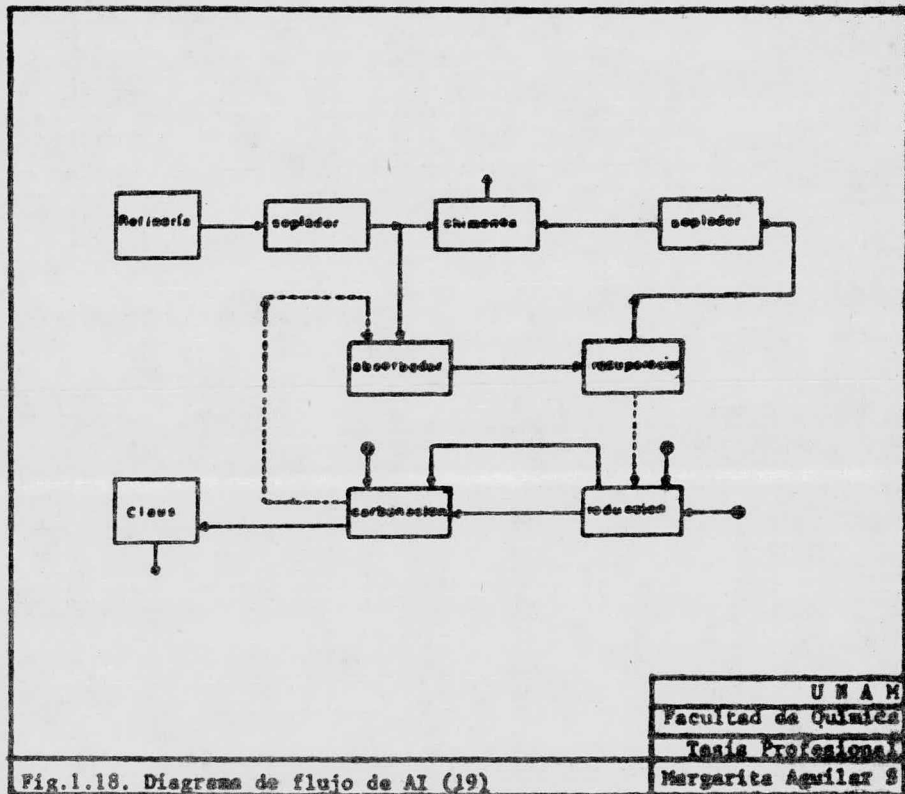 Refinería
soplador
chimenea
soplador
absorbedor
recuperación
Claus
carbonación
reducción
U N A M
Facultad de Química
Tesis Profesional
Fig.1.18. Diagrama de flujo de AI (19)
Margarita Aguilar S